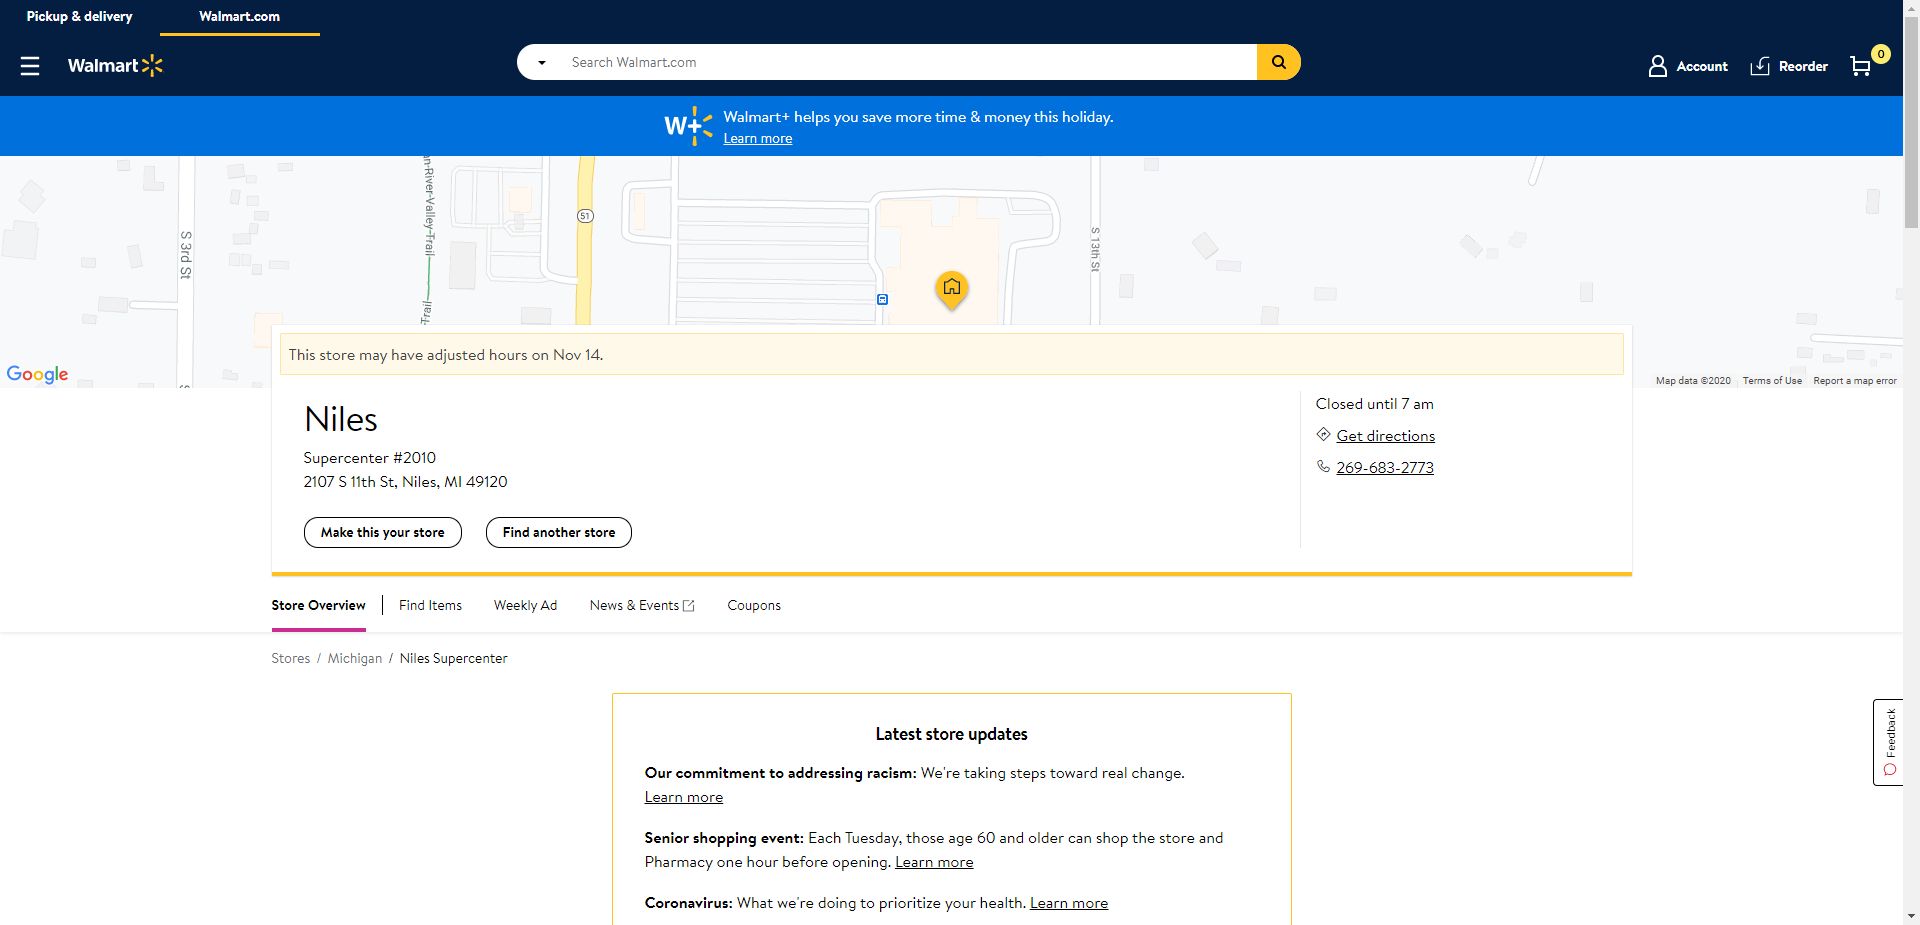 Pickup & delivery
Walmart.com
Walmart
Search Walmart.com
Account
Reorder
0
W+
Walmart+ helps you save more time & money this holiday.
Learn more
S 3rd St
an-River-Valley-Trail
Trail
51
S 13th St
S
Google
Map data ©2020
Terms of Use
Report a map error
This store may have adjusted hours on Nov 14.
Niles
Supercenter #2010
2107 S 11th St, Niles, MI 49120
Make this your store
Find another store
Closed until 7 am
Get directions
269-683-2773
Store Overview
Find Items
Weekly Ad
News & Events
Coupons
Stores / Michigan / Niles Supercenter
Latest store updates
Our commitment to addressing racism: We're taking steps toward real change.
Learn more
Senior shopping event: Each Tuesday, those age 60 and older can shop the store and
Pharmacy one hour before opening. Learn more
Coronavirus: What we're doing to prioritize your health. Learn more
Feedback